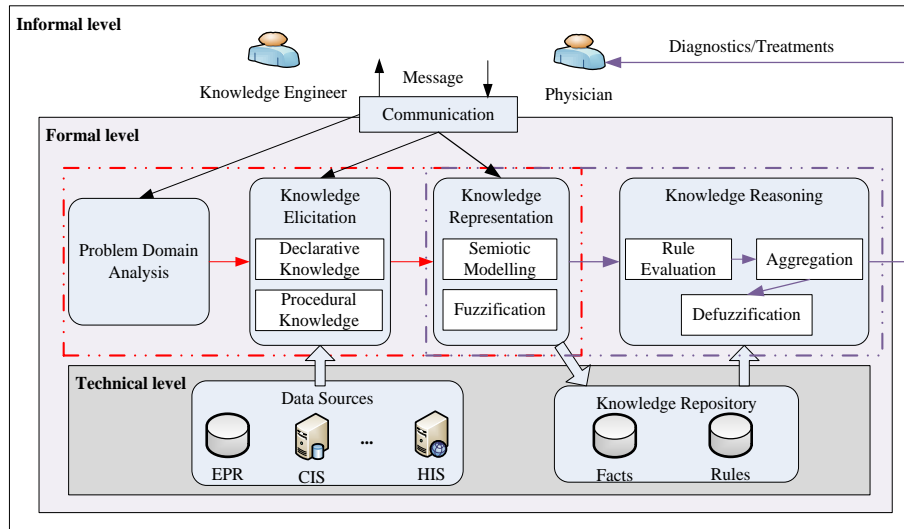 Informal level
Diagnostics/Treatments
Message
Knowledge Engineer
Physician
Communication
Formal level
Problem Domain
Analysis
Knowledge
Elicitation
Declarative
Knowledge
Procedural
Knowledge
Knowledge
Representation
Semiotic
Modelling
Fuzzification
Knowledge Reasoning
Rule
Evaluation
Aggregation
Defuzzification
Technical level
Data Sources
EPR
CIS
...
HIS
Knowledge Repository
Facts
Rules